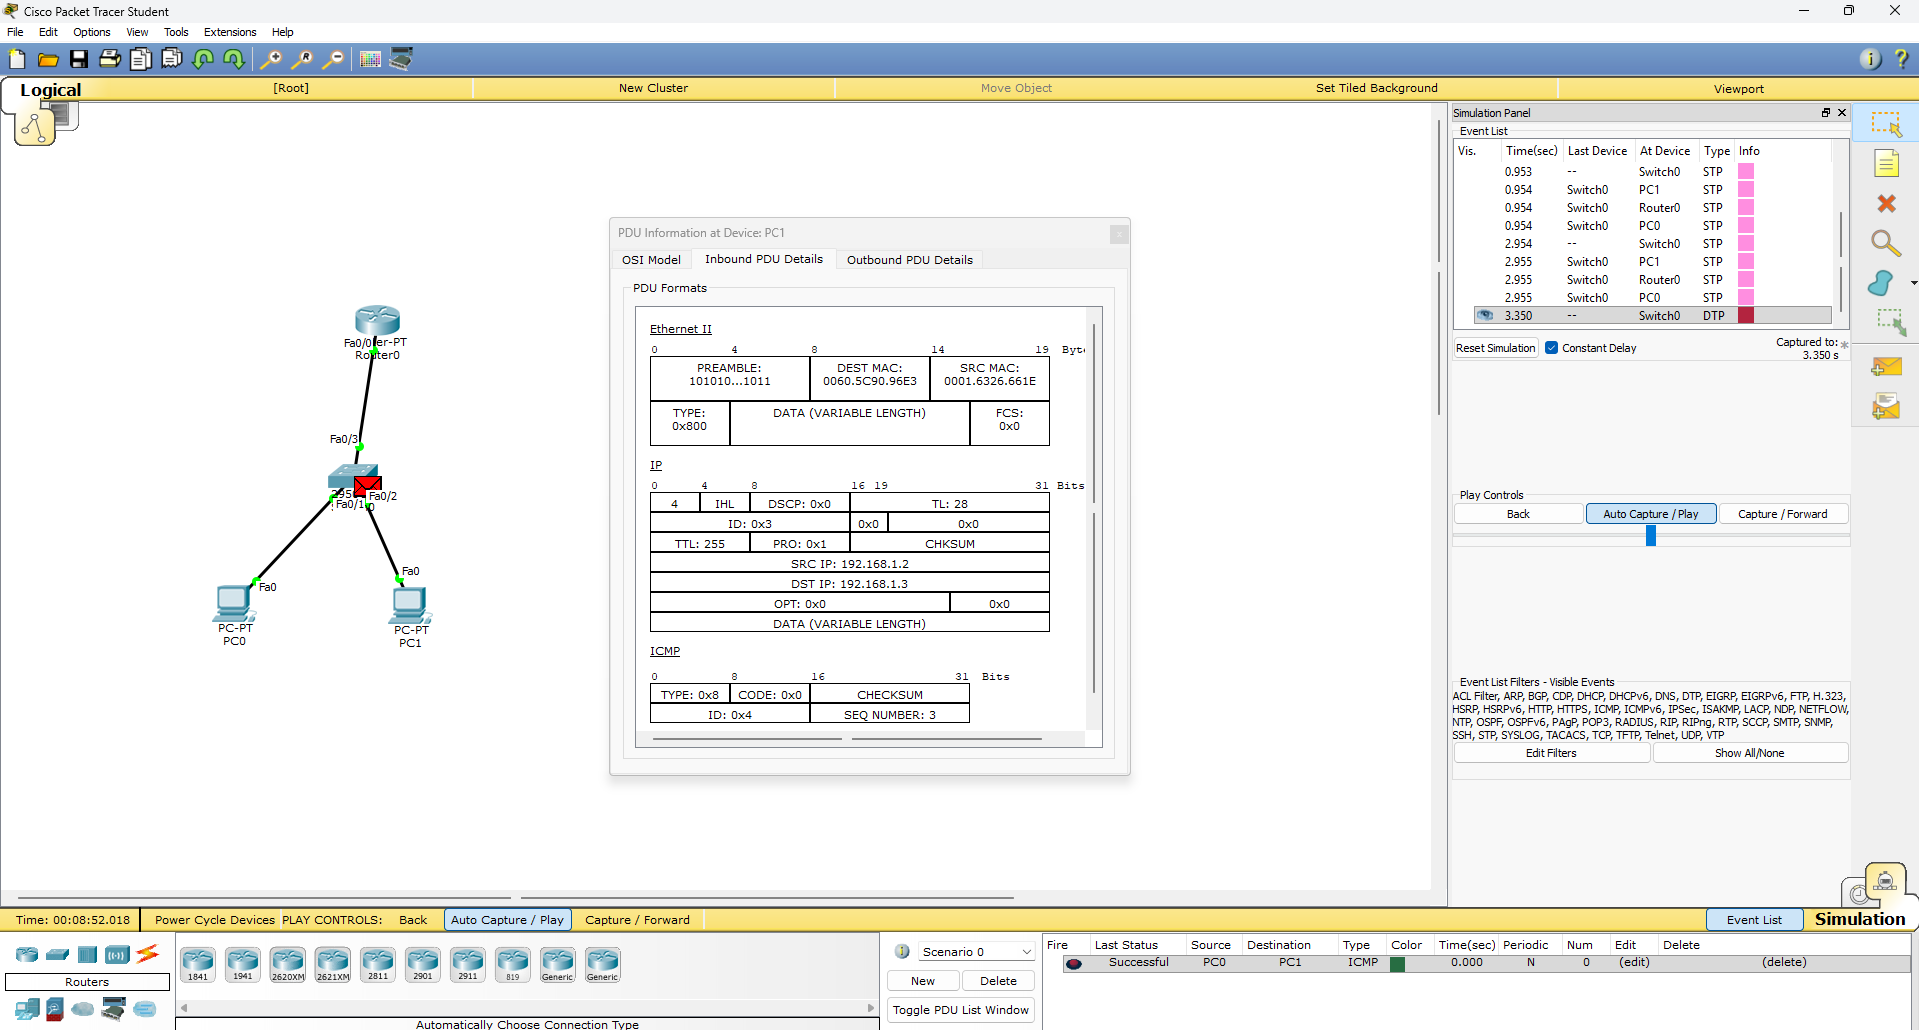 Cisco Packet Tracer Student
File Edit Options View Tools Extensions Help
Logical [Root] New Cluster Move Object Set Tiled Background Viewport
Simulation Panel
Event List
Vis. Time(sec) Last Device At Device Type Info
0.953 -- Switch0 STP
0.954 Switch0 PC1 STP
0.954 Switch0 Router0 STP
0.954 Switch0 PC0 STP
2.954 -- Switch0 STP
2.955 Switch0 PC1 STP
2.955 Switch0 Router0 STP
2.955 Switch0 PC0 STP
3.350 -- Switch0 DTP
Reset Simulation Constant Delay Captured to: *
3.350 s
Play Controls
Back Auto Capture / Play Capture / Forward
Event List Filters - Visible Events
ACL Filter, ARP, BGP, CDP, DHCP, DHCPv6, DNS, DTP, EIGRP, EIGRPv6, FTP, H.323,
HSRP, HSRPv6, HTTP, HTTPS, ICMP, ICMPv6, IPSec, ISAKMP, LACP, NDP, NETFLOW,
NTP, OSPF, OSPFv6, PAgP, POP3, RADIUS, RIP, RIPng, RTP, SCCP, SMTP, SNMP,
SSH, STP, SYSLOG, TACACS, TCP, TFTP, Telnet, UDP, VTP
Edit Filters Show All/None
Fa0/0 er-PT
Router0
Fa0/3
295
Fa0/2
Fa0/1
Fa0
PC-PT
PC0
Fa0
PC-PT
PC1
PDU Information at Device: PC1
OSI Model Inbound PDU Details Outbound PDU Details
PDU Formats
Ethernet II
0 4 8 14 19 Byte
PREAMBLE: DEST MAC: SRC MAC:
101010...1011 0060.5C90.96E3 0001.6326.661E
TYPE: DATA (VARIABLE LENGTH) FCS:
0x800 0x0
IP
0 4 8 16 19 31 Bits
4 IHL DSCP: 0x0 TL: 28
ID: 0x3 0x0 0x0
TTL: 255 PRO: 0x1 CHKSUM
SRC IP: 192.168.1.2
DST IP: 192.168.1.3
OPT: 0x0 0x0
DATA (VARIABLE LENGTH)
ICMP
0 8 16 31 Bits
TYPE: 0x8 CODE: 0x0 CHECKSUM
ID: 0x4 SEQ NUMBER: 3
Time: 00:08:52.018 Power Cycle Devices PLAY CONTROLS: Back Auto Capture / Play Capture / Forward Event List Simulation
Routers
1841 1941 2620XM 2621XM 2811 2901 2911 819 Generic Generic
Automatically Choose Connection Type
Scenario 0
New Delete
Toggle PDU List Window
Fire Last Status Source Destination Type Color Time(sec) Periodic Num Edit Delete
Successful PC0 PC1 ICMP 0.000 N 0 (edit) (delete)